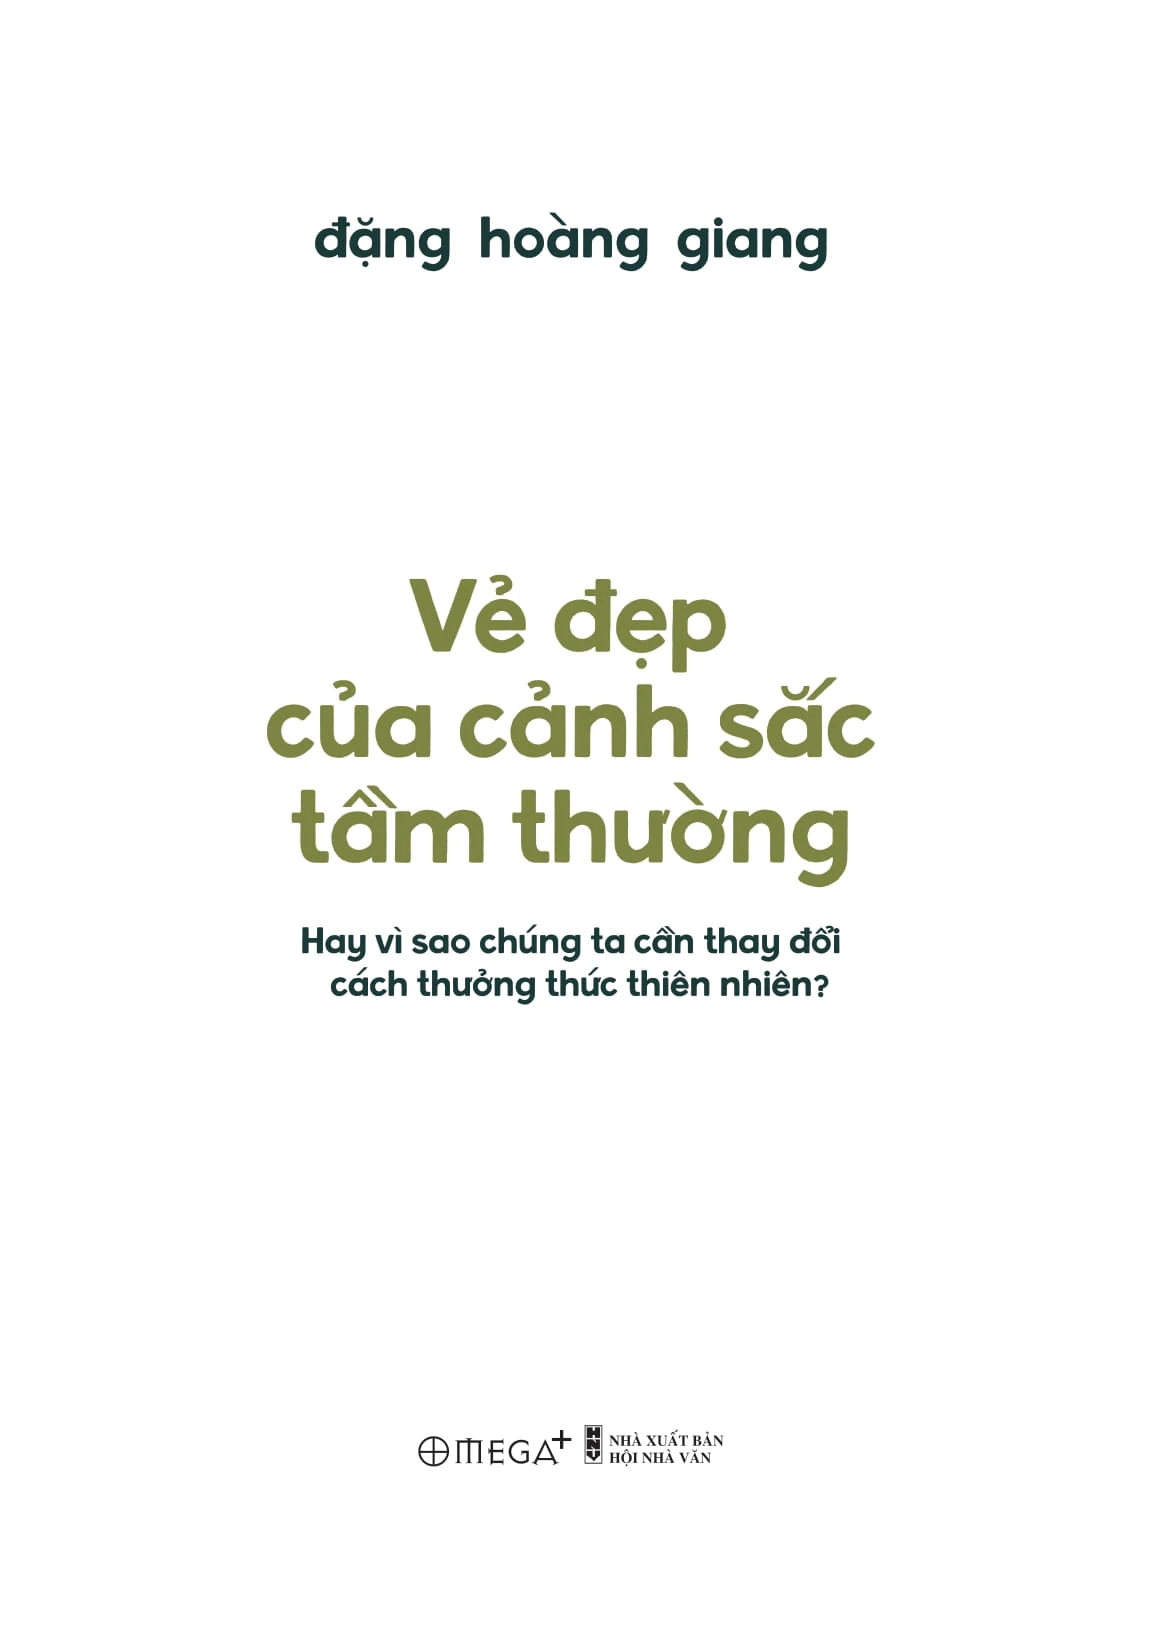 đặng hoàng giang
Vẻ đẹp
của cảnh sắc
tầm thường
Hay vì sao chúng ta cần thay đổi
cách thưởng thức thiên nhiên?
OMEGA+
HNV
NHÀ XUẤT BẢN
HỘI NHÀ VĂN